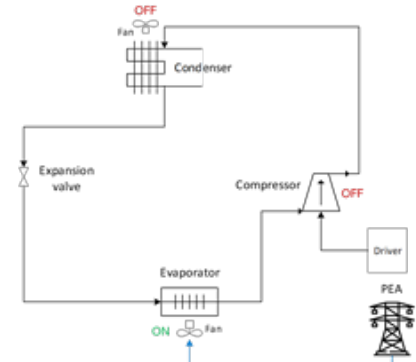 OFF
Fan
Condenser
Expansion
valve
Compressor
OFF
Driver
Evaporator
PEA
ON
Fan